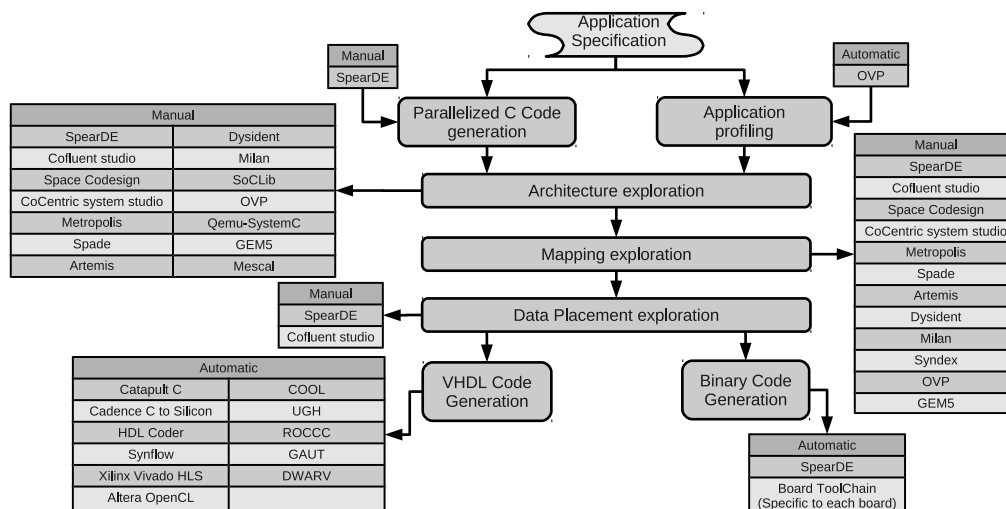 Application
Specification
Manual
SpearDE
Automatic
OVP
Parallelized C Code
generation
Application
profiling
Manual
SpearDE Dysident
Cofluent studio Milan
Space Codesign SoCLib
CoCentric system studio OVP
Metropolis Qemu-SystemC
Spade GEM5
Artemis Mescal
Architecture exploration
Mapping exploration
Data Placement exploration
Manual
SpearDE
Cofluent studio
Space Codesign
CoCentric system studio
Metropolis
Spade
Artemis
Dysident
Milan
Syndex
OVP
GEM5
Manual
SpearDE
Cofluent studio
VHDL Code
Generation
Binary Code
Generation
Automatic
Catapult C COOL
Cadence C to Silicon UGH
HDL Coder ROCCC
Synflow GAUT
Xilinx Vivado HLS DWARV
Altera OpenCL
Automatic
SpearDE
Board ToolChain
(Specific to each board)